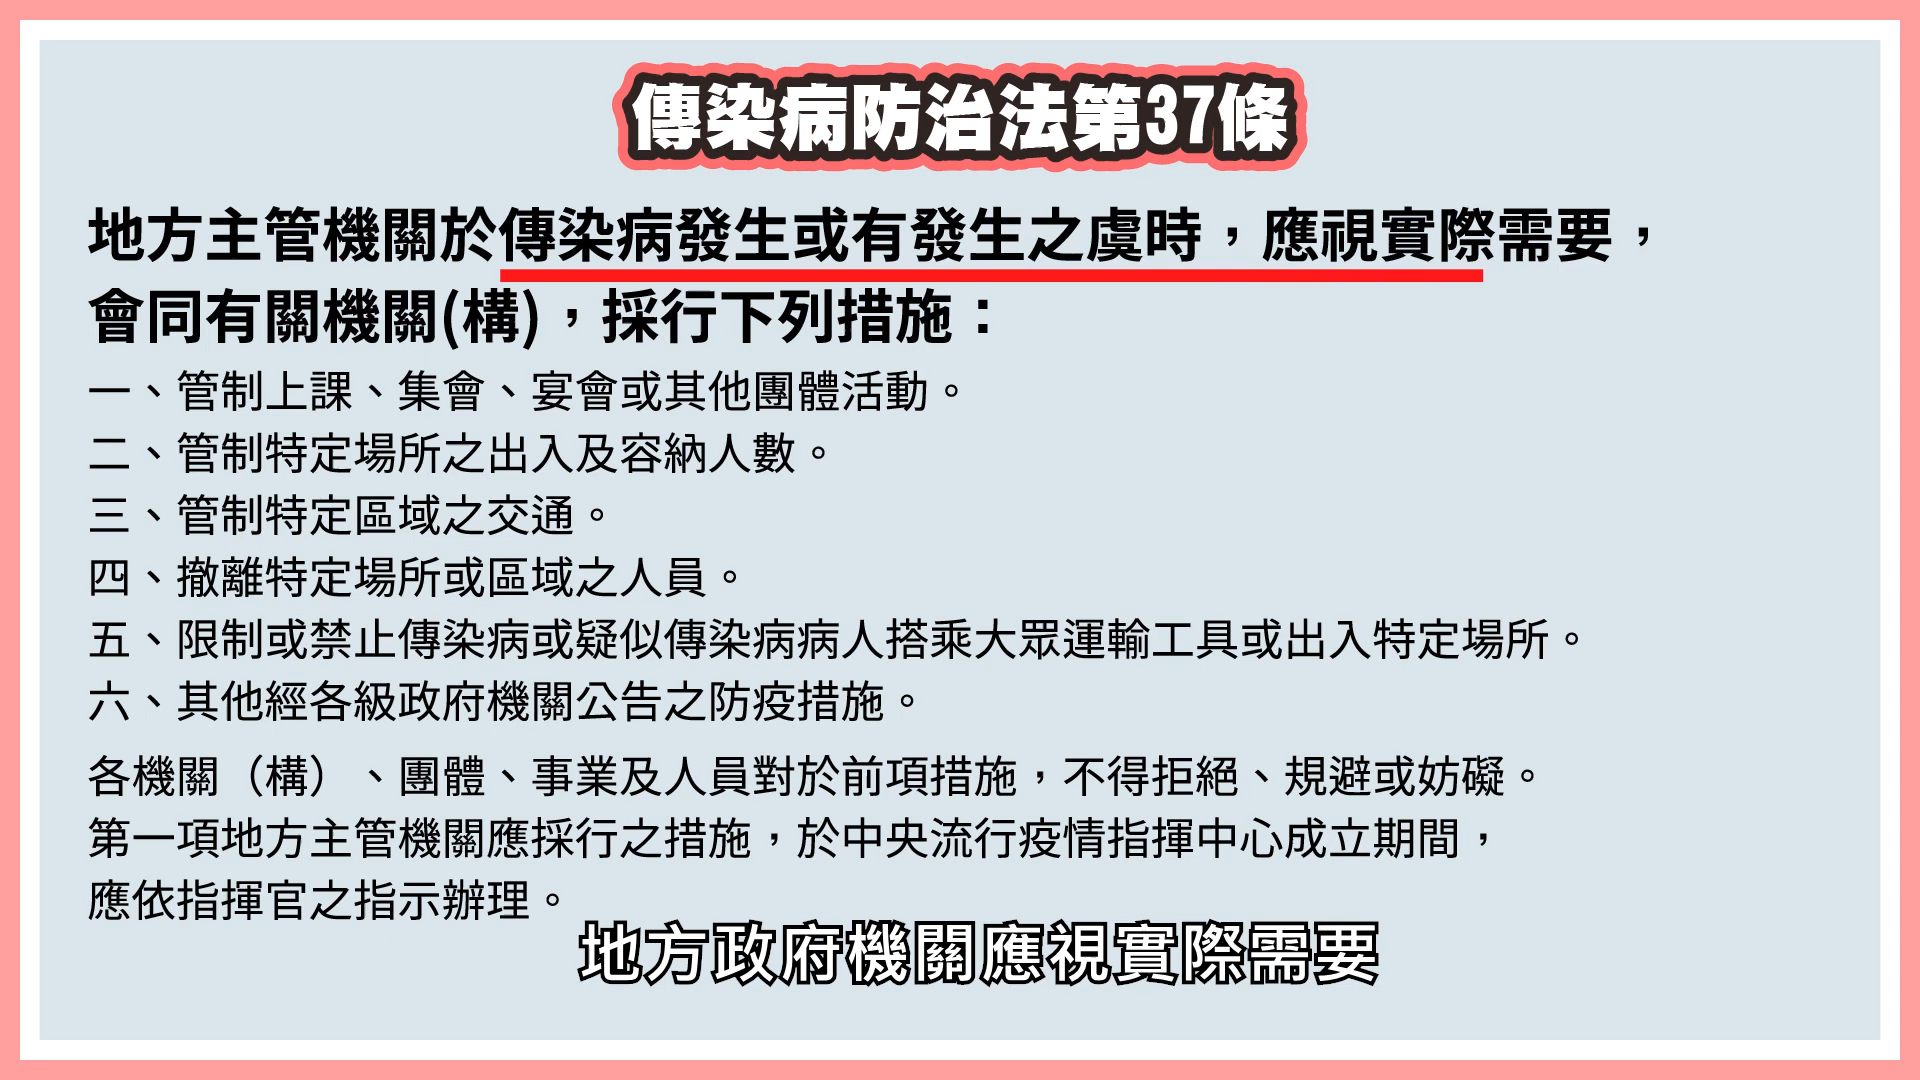 傳染病防治法第37條
地方主管機關於傳染病發生或有發生之虞時，應視實際需要，
會同有關機關(構)，採行下列措施：
一、管制上課、集會、宴會或其他團體活動。
二、管制特定場所之出入及容納人數。
三、管制特定區域之交通。
四、撤離特定場所或區域之人員。
五、限制或禁止傳染病或疑似傳染病病人搭乘大眾運輸工具或出入特定場所。
六、其他經各級政府機關公告之防疫措施。
各機關（構）、團體、事業及人員對於前項措施，不得拒絕、規避或妨礙。
第一項地方主管機關應採行之措施，於中央流行疫情指揮中心成立期間，
應依指揮官之指示辦理。
地方政府機關應視實際需要